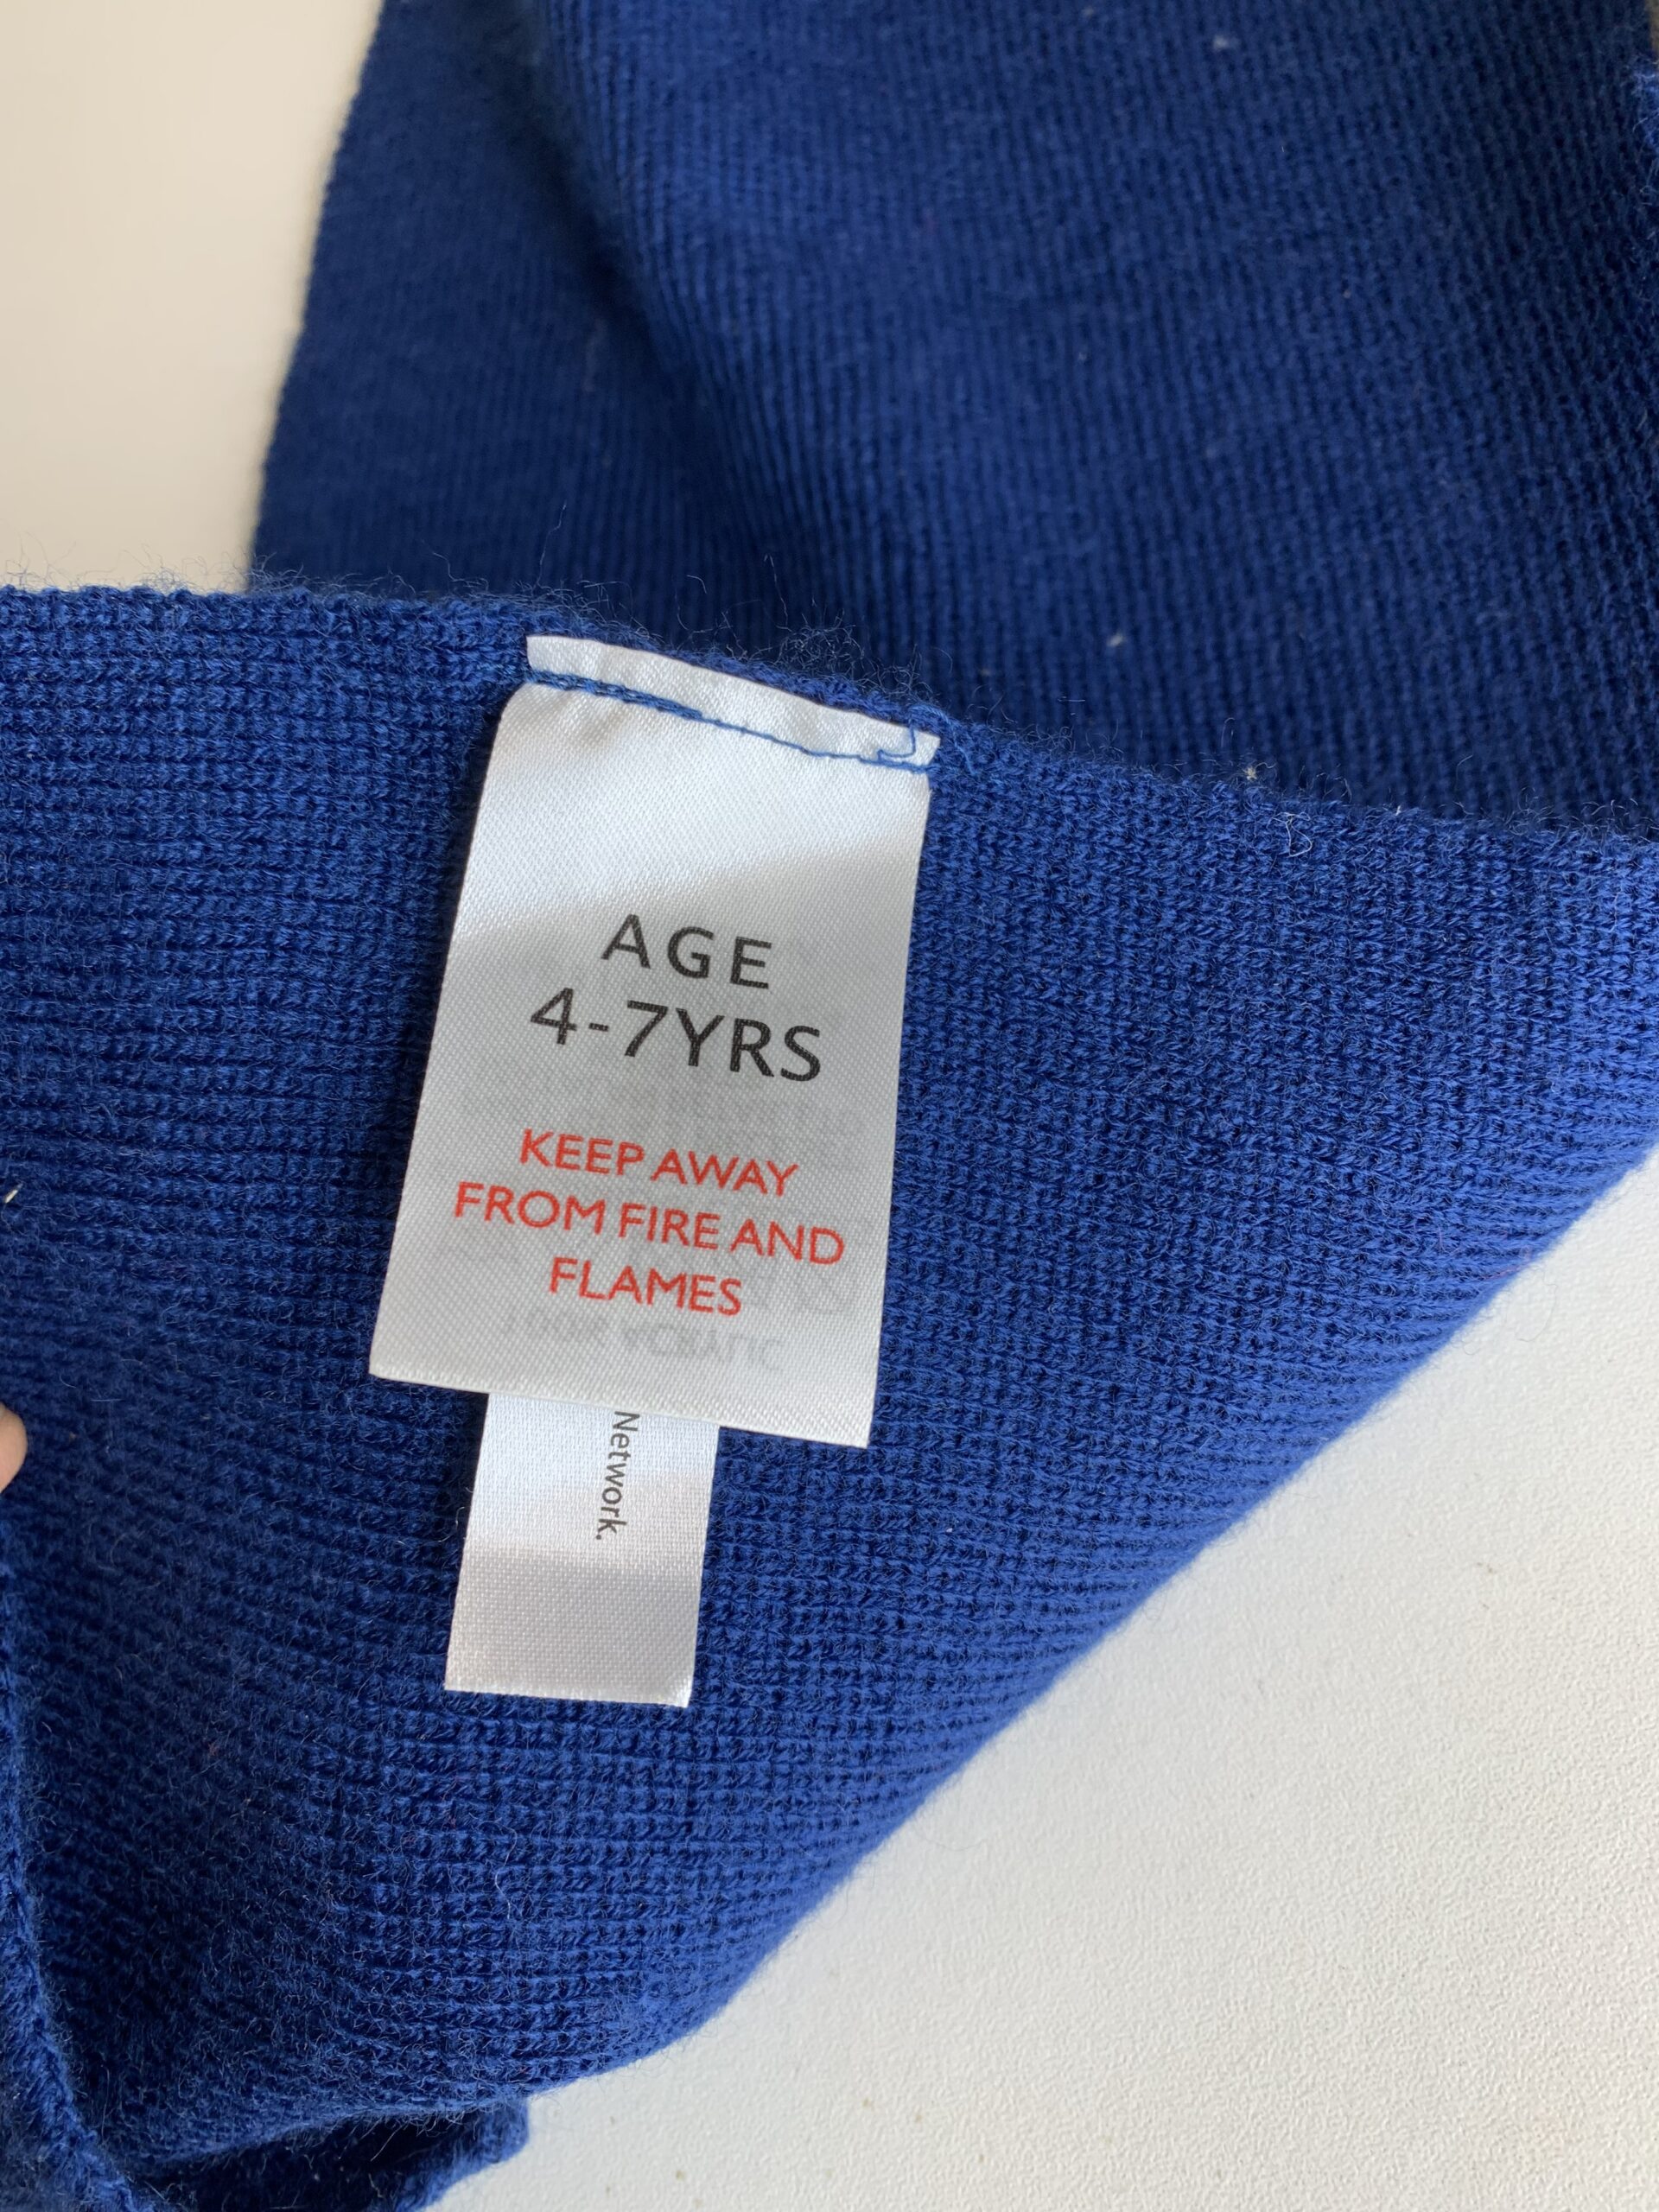 AGE
4-7YRS
KEEP AWAY
FROM FIRE AND
FLAMES
Network.